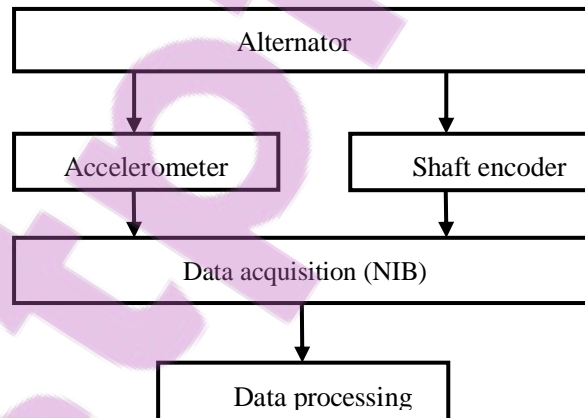 Alternator
Accelerometer
Shaft encoder
Data acquisition (NIB)
Data processing